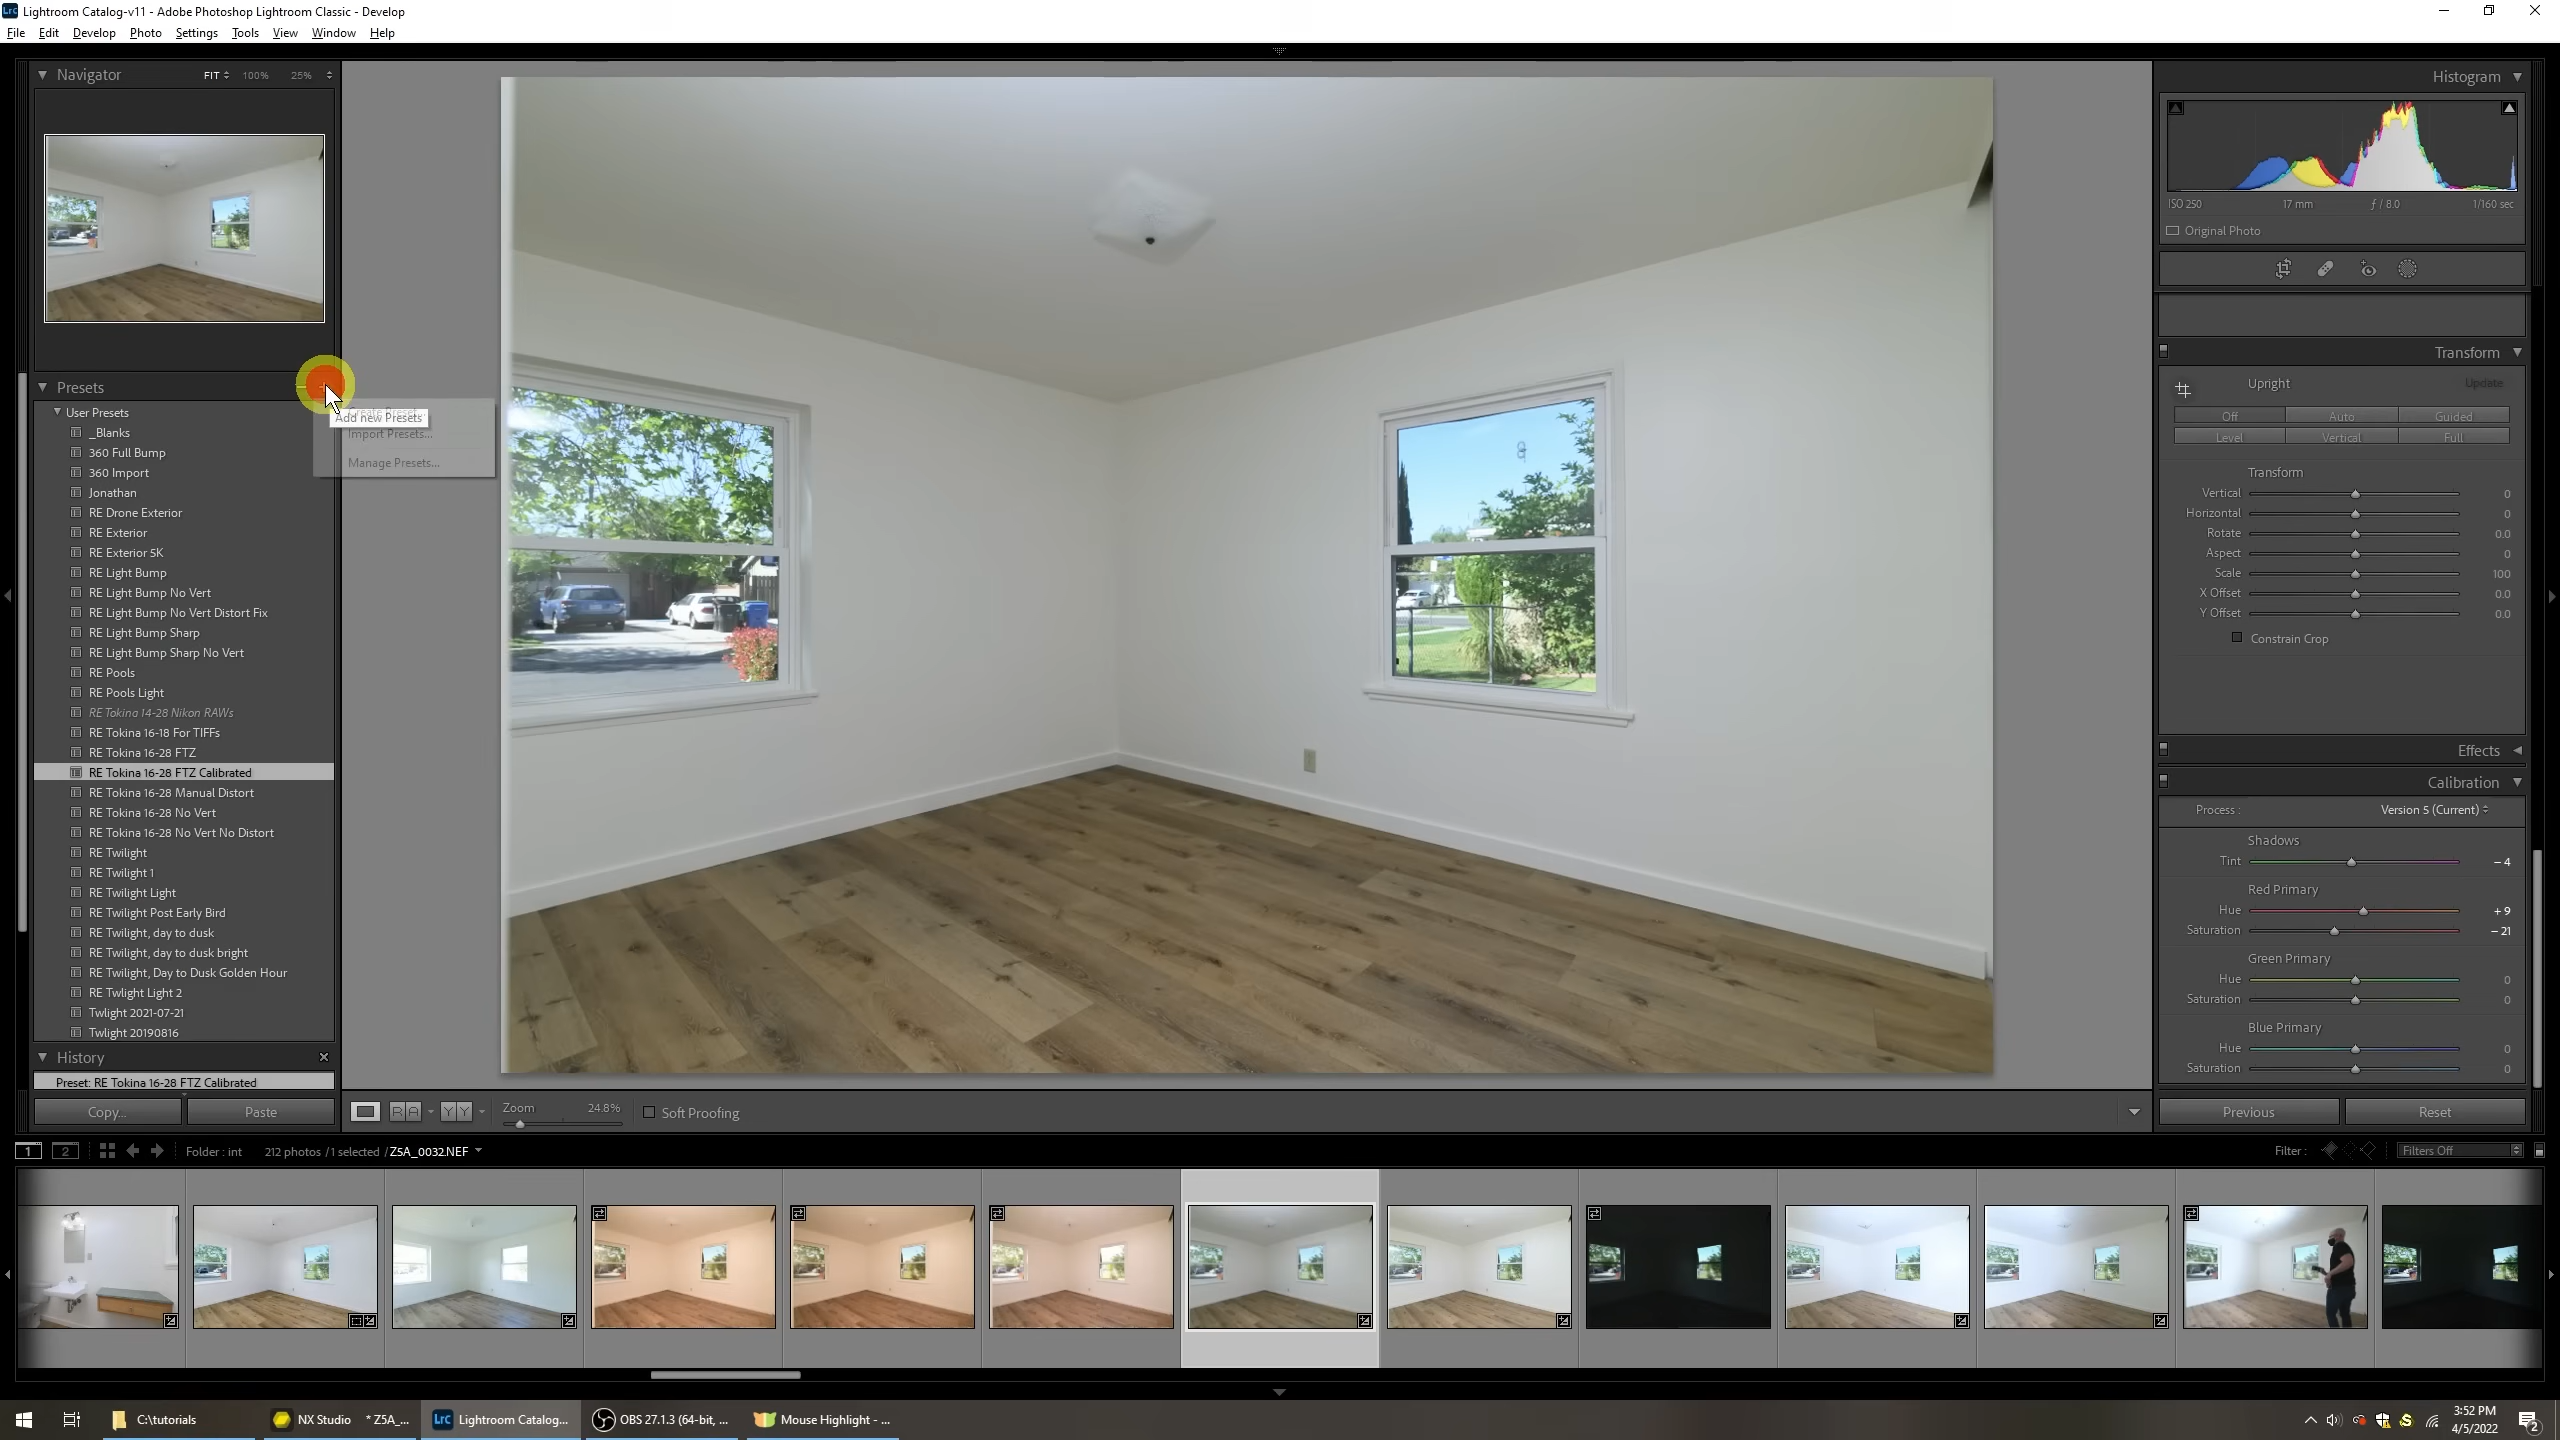 Lightroom Catalog-v11 - Adobe Photoshop Lightroom Classic - Develop
File Edit Develop Photo Settings Tools View Window Help
Navigator FIT 100% 25%
Histogram
ISO 250 17 mm ƒ / 8.0 1/160 sec
Original Photo
Presets
Create Preset...
Add new Presets
Import Presets...
Manage Presets...
User Presets
_Blanks
360 Full Bump
360 Import
Jonathan
RE Drone Exterior
RE Exterior
RE Exterior 5K
RE Light Bump
RE Light Bump No Vert
RE Light Bump No Vert Distort Fix
RE Light Bump Sharp
RE Light Bump Sharp No Vert
RE Pools
RE Pools Light
RE Tokina 14-28 Nikon RAWs
RE Tokina 16-18 For TIFFs
RE Tokina 16-28 FTZ
RE Tokina 16-28 FTZ Calibrated
RE Tokina 16-28 Manual Distort
RE Tokina 16-28 No Vert
RE Tokina 16-28 No Vert No Distort
RE Twilight
RE Twilight 1
RE Twilight Light
RE Twilight Post Early Bird
RE Twilight, day to dusk
RE Twilight, day to dusk bright
RE Twilight, Day to Dusk Golden Hour
RE Twlight Light 2
Twlight 2021-07-21
Twlight 20190816
History
Preset: RE Tokina 16-28 FTZ Calibrated
Copy... Paste
Transform
Upright Update
Off Auto Guided
Level Vertical Full
Transform
Vertical 0
Horizontal 0
Rotate 0.0
Aspect 0
Scale 100
X Offset 0.0
Y Offset 0.0
Constrain Crop
Effects
Calibration
Process : Version 5 (Current)
Shadows
Tint – 4
Red Primary
Hue + 9
Saturation – 21
Green Primary
Hue 0
Saturation 0
Blue Primary
Hue 0
Saturation 0
Previous Reset
R A Y Y Zoom 24.8% Soft Proofing
1 2 Folder : int 212 photos / 1 selected / Z5A_0032.NEF
Filter : Filters Off
C:\tutorials
NX Studio * Z5A_...
Lrc Lightroom Catalog...
OBS 27.1.3 (64-bit, ...
Mouse Highlight - ...
3:52 PM
4/5/2022
2